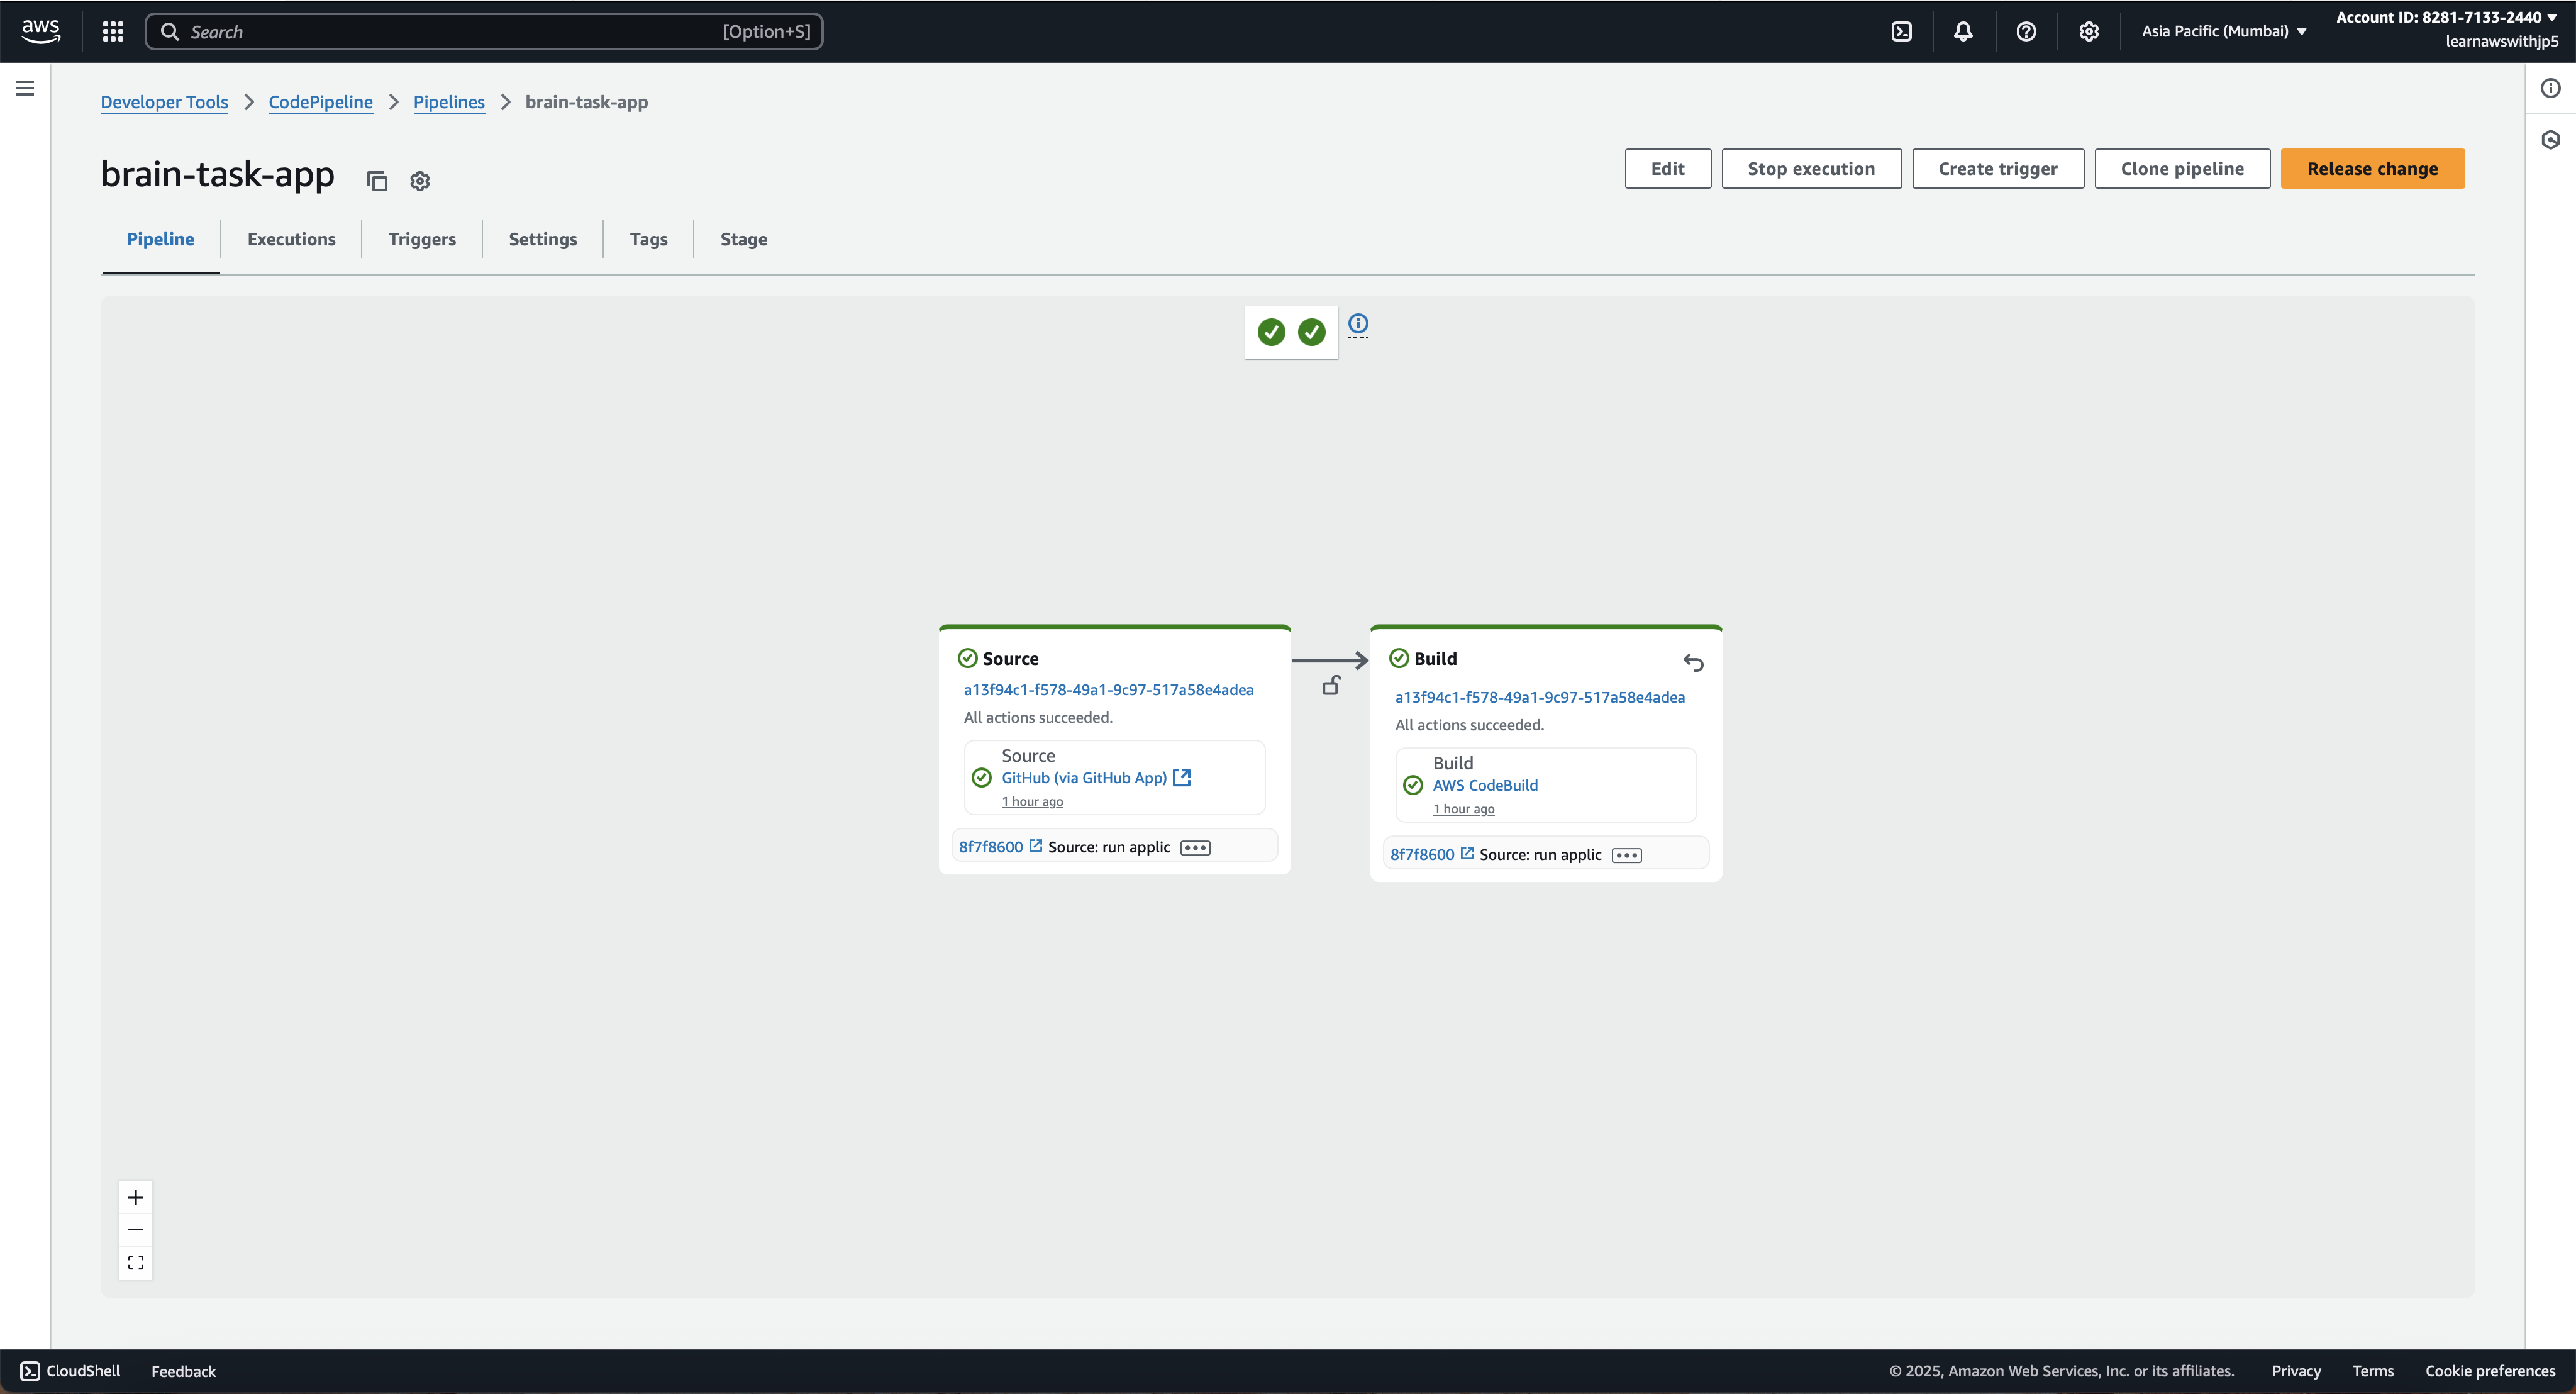 aws
Search [Option+S]
Asia Pacific (Mumbai)
Account ID: 8281-7133-2440
learnawswithjp5
Developer Tools
CodePipeline
Pipelines
brain-task-app
brain-task-app
Edit
Stop execution
Create trigger
Clone pipeline
Release change
Pipeline
Executions
Triggers
Settings
Tags
Stage
Source
a13f94c1-f578-49a1-9c97-517a58e4adea
All actions succeeded.
Source
GitHub (via GitHub App)
1 hour ago
8f7f8600 Source: run applic
Build
a13f94c1-f578-49a1-9c97-517a58e4adea
All actions succeeded.
Build
AWS CodeBuild
1 hour ago
8f7f8600 Source: run applic
CloudShell
Feedback
© 2025, Amazon Web Services, Inc. or its affiliates.
Privacy
Terms
Cookie preferences